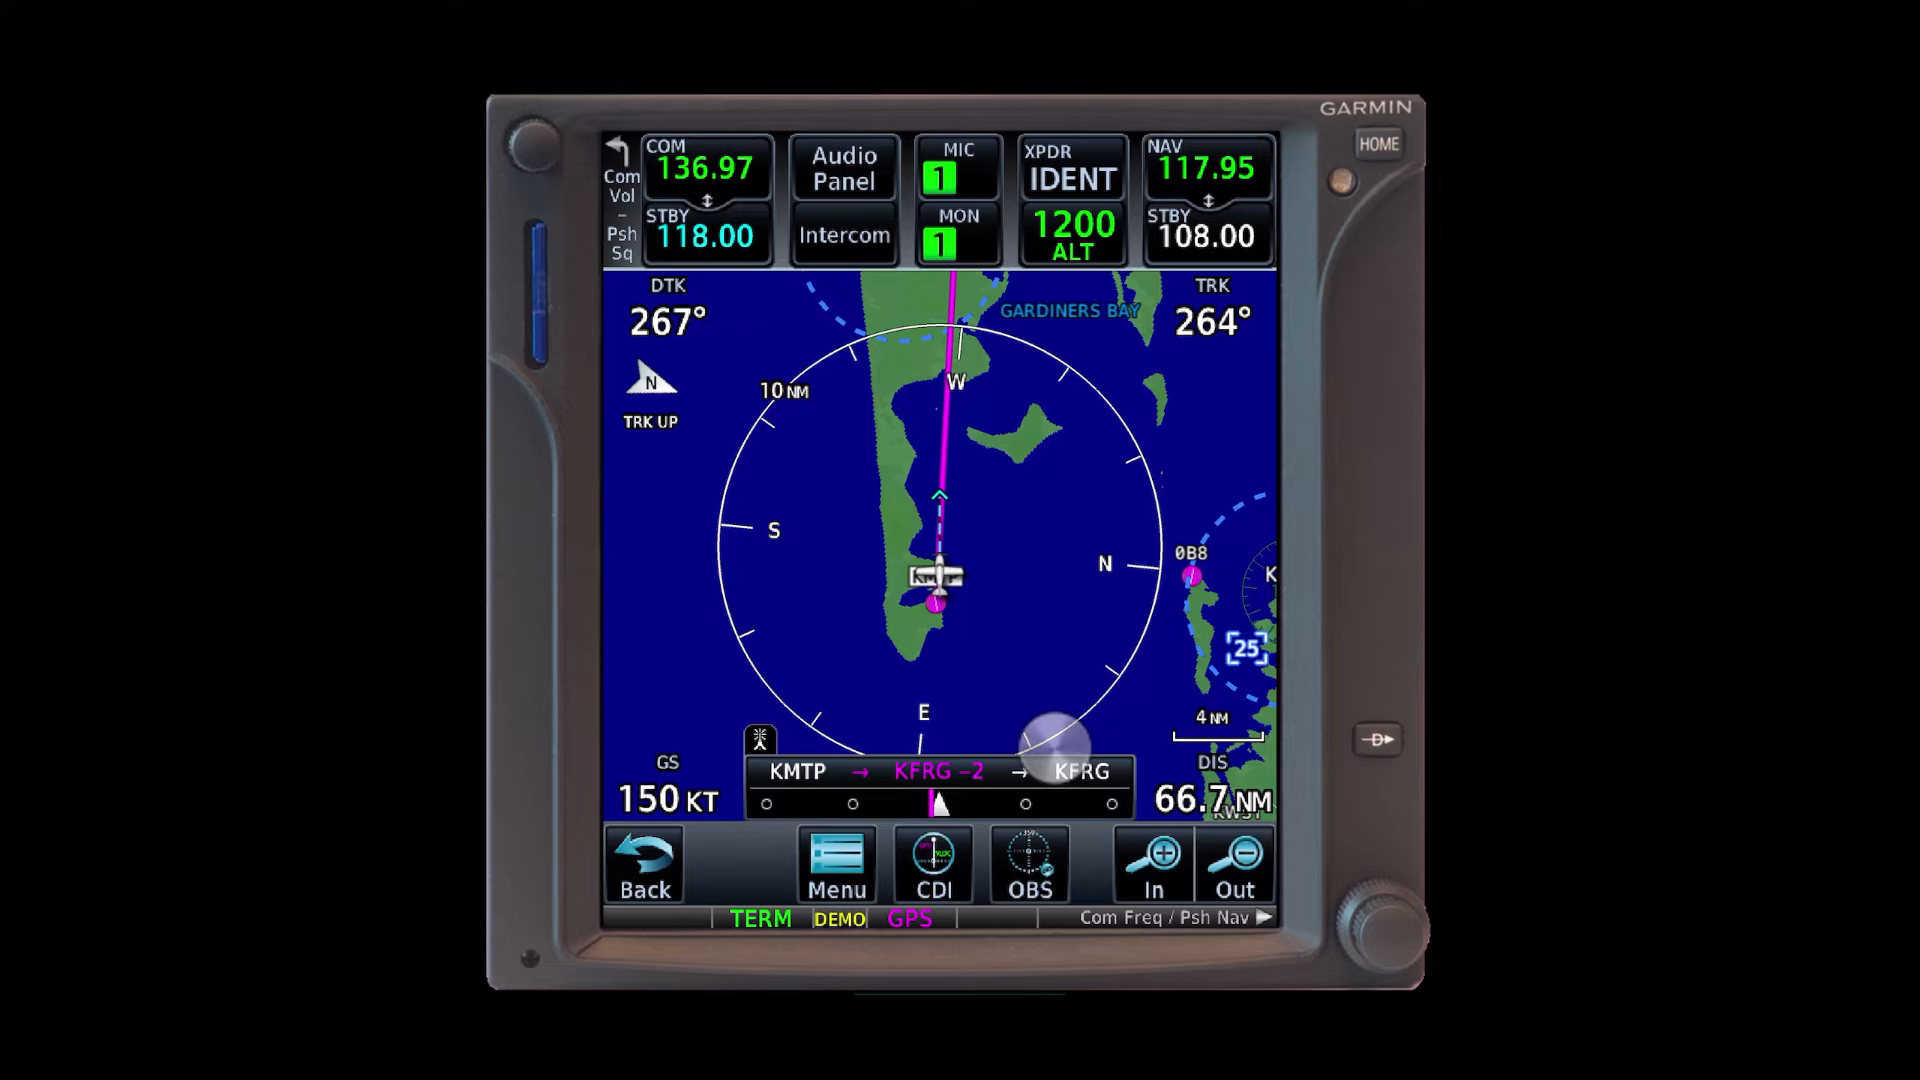 GARMIN
HOME
Com
Vol
–
Psh
Sq
COM
136.97
STBY
118.00
Audio
Panel
Intercom
MIC
1
MON
1
XPDR
IDENT
1200
ALT
NAV
117.95
STBY
108.00
DTK
267°
GARDINERS BAY
TRK
264°
N
TRK UP
10 NM
W
S
N
0B8
K
25
E
4 NM
GS
150 KT
KMTP → KFRG –2 → KFRG
DIS
66.7 NM
Back
Menu
CDI
OBS
In
Out
TERM
DEMO
GPS
Com Freq / Psh Nav
D